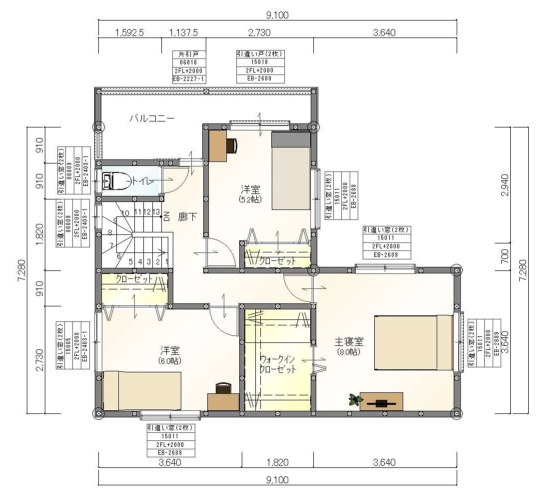 9,100
1,592.5
1,137.5
2,730
3,640
片引戸
06018
2FL+2000
EB-2227-1
引違い戸(2枚)
15018
2FL+2000
EB-2689
バルコニー
910
910
1,820
910
2,730
7,280
引違い窓(2枚)
06009
2FL+2000
EB-2403-1
トイレ
洋室
(5.2帖)
引違い窓(2枚)
15011
2FL+2000
EB-2689
2,940
700
3,640
7,280
引違い窓(2枚)
06009
2FL+2000
EB-2403-1
10 11 12 13
9
8
7
6
5 4 3 2 1
廊下
クローゼット
引違い窓(2枚)
15011
2FL+2000
EB-2689
クローゼット
引違い窓(2枚)
2FL+2000
EB-2403-1
洋室
(6.0帖)
ウォークイン
クローゼット
主寝室
(8.0帖)
引違い窓(2枚)
15011
2FL+2000
EB-2689
引違い窓(2枚)
15011
2FL+2000
EB-2689
3,640
1,820
3,640
9,100